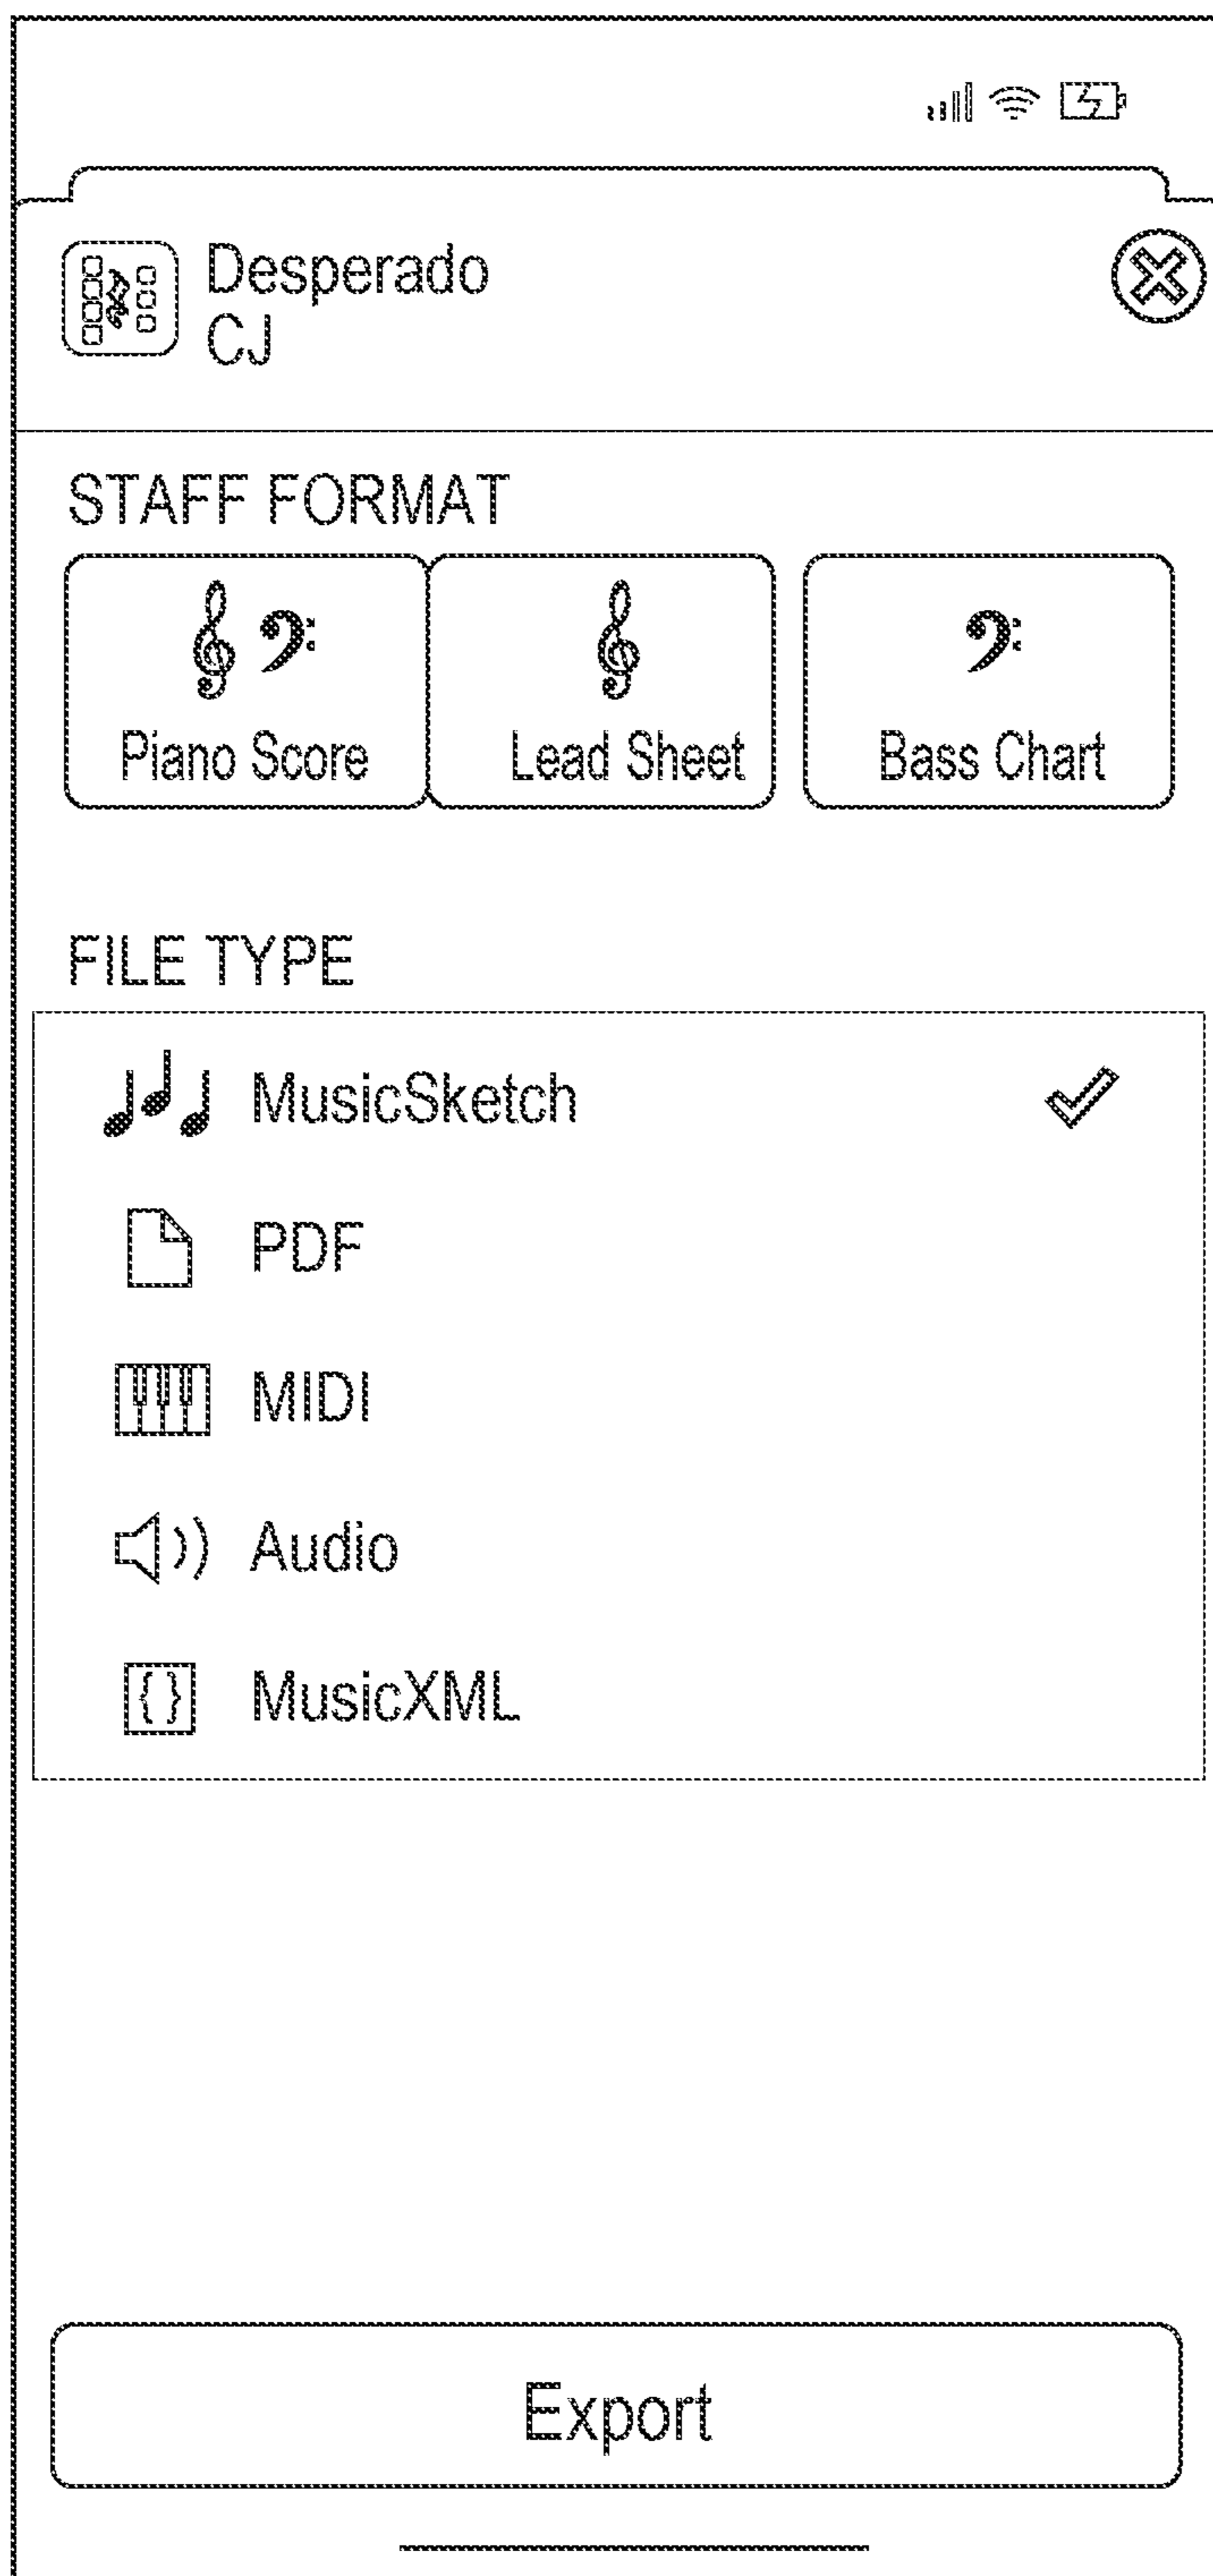 Desperado
CJ
STAFF FORMAT
Piano Score Lead Sheet Bass Chart
FILE TYPE
MusicSketch
PDF
MIDI
Audio
{ } MusicXML
Export